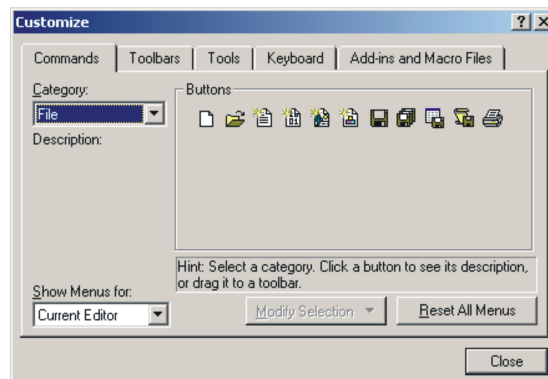 Customize
Commands Toolbars Tools Keyboard Add-ins and Macro Files
Category:
File
Description:
Buttons
Hint: Select a category. Click a button to see its description,
or drag it to a toolbar.
Show Menus for:
Current Editor
Modify Selection
Reset All Menus
Close